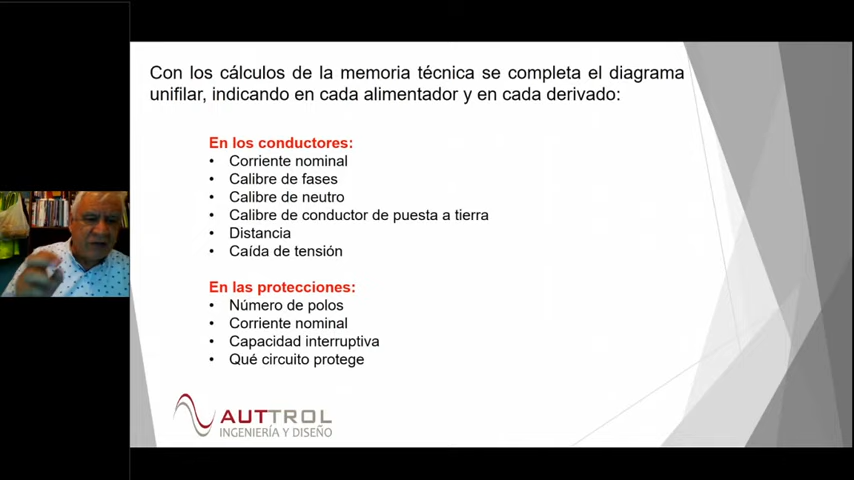 Con los cálculos de la memoria técnica se completa el diagrama
unifilar, indicando en cada alimentador y en cada derivado:
En los conductores:
• Corriente nominal
• Calibre de fases
• Calibre de neutro
• Calibre de conductor de puesta a tierra
• Distancia
• Caída de tensión
En las protecciones:
• Número de polos
• Corriente nominal
• Capacidad interruptiva
• Qué circuito protege
AUTTROL
INGENIERÍA Y DISEÑO